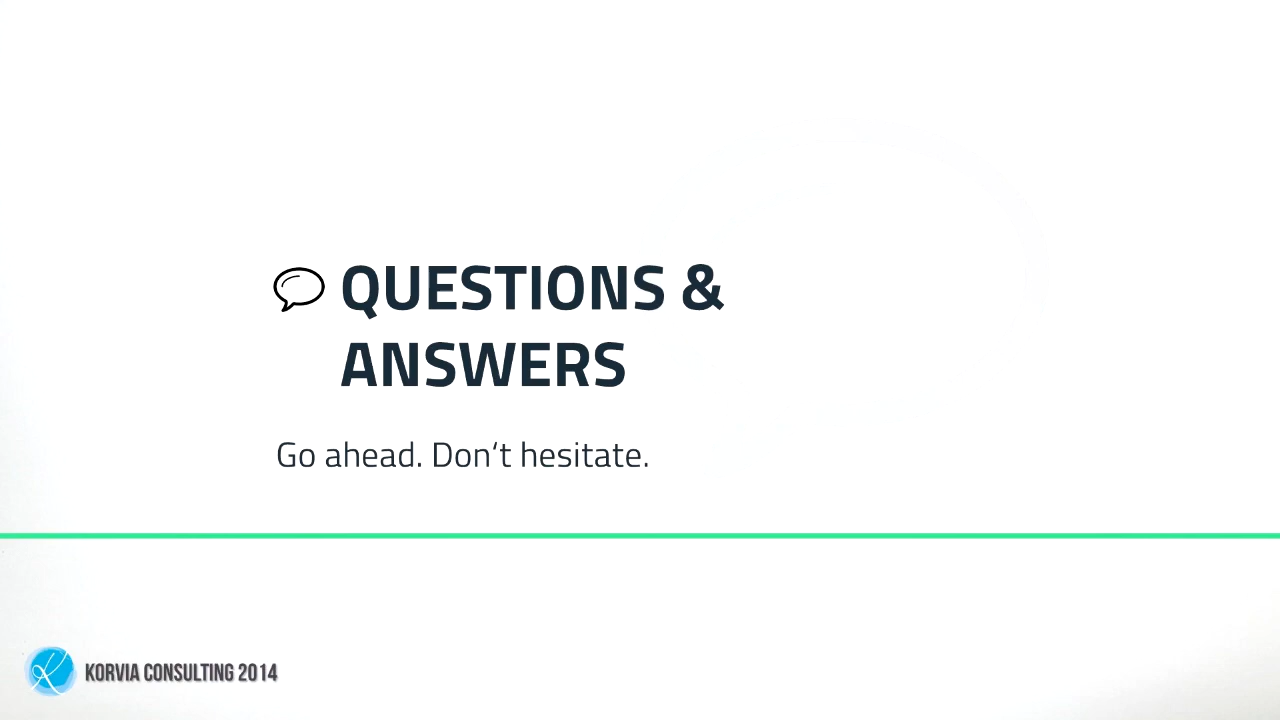 QUESTIONS &
ANSWERS
Go ahead. Don‘t hesitate.
KORVIA CONSULTING 2014